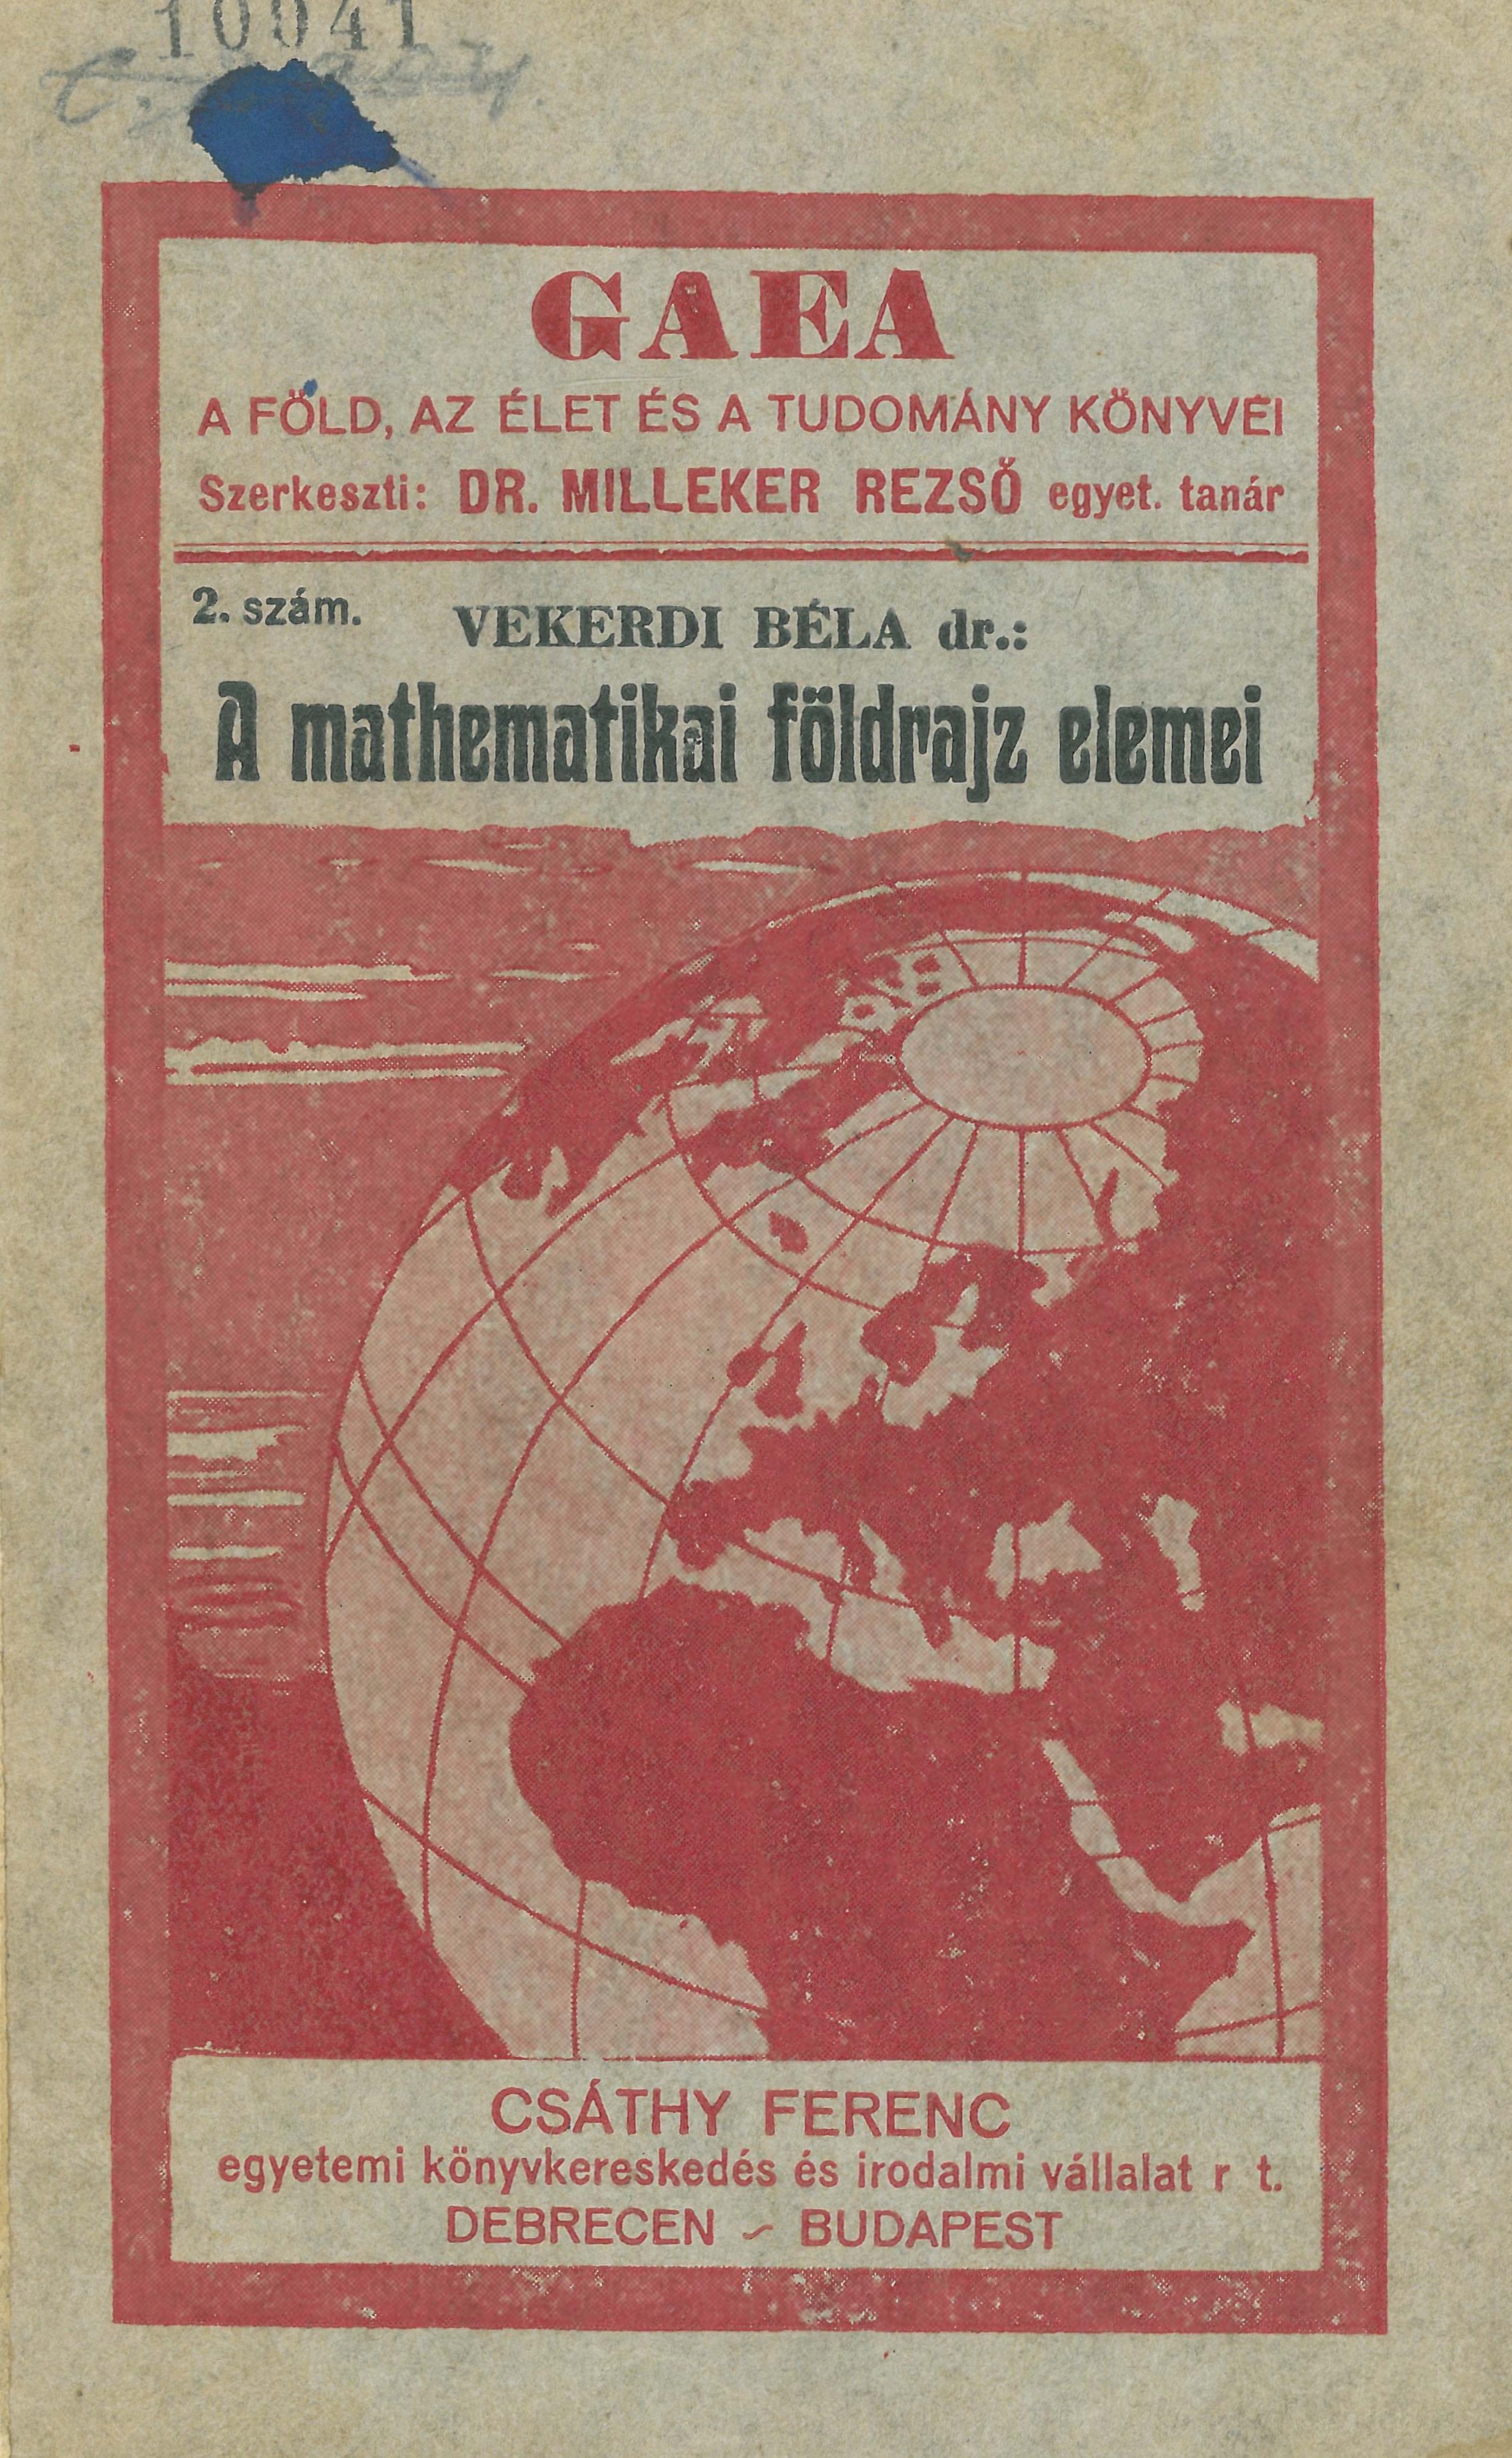 10041
GAEA
A FÖLD, AZ ÉLET ÉS A TUDOMÁNY KÖNYVEI
Szerkeszti: DR. MILLEKER REZSŐ egyet. tanár
2. szám. VEKERDI BÉLA dr.:
A mathematikai földrajz elemei
CSÁTHY FERENC
egyetemi könyvkereskedés és irodalmi vállalat r t.
DEBRECEN ~ BUDAPEST